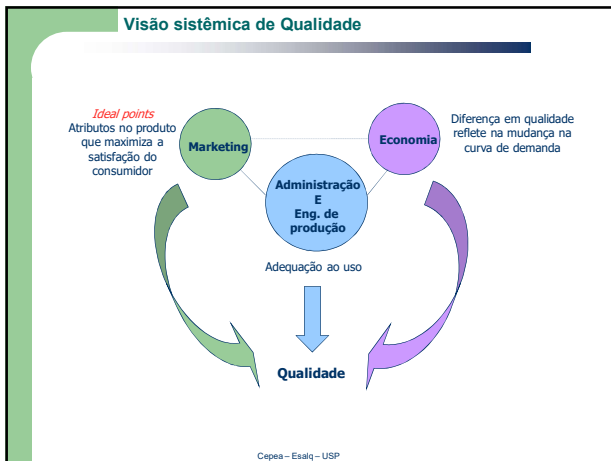 Visão sistêmica de Qualidade
Ideal points
Atributos no produto
que maximiza a
satisfação do
consumidor
Marketing
Economia
Diferença em qualidade
reflete na mudança na
curva de demanda
Administração
E
Eng. de
produção
Adequação ao uso
Qualidade
Cepea – Esalq – USP